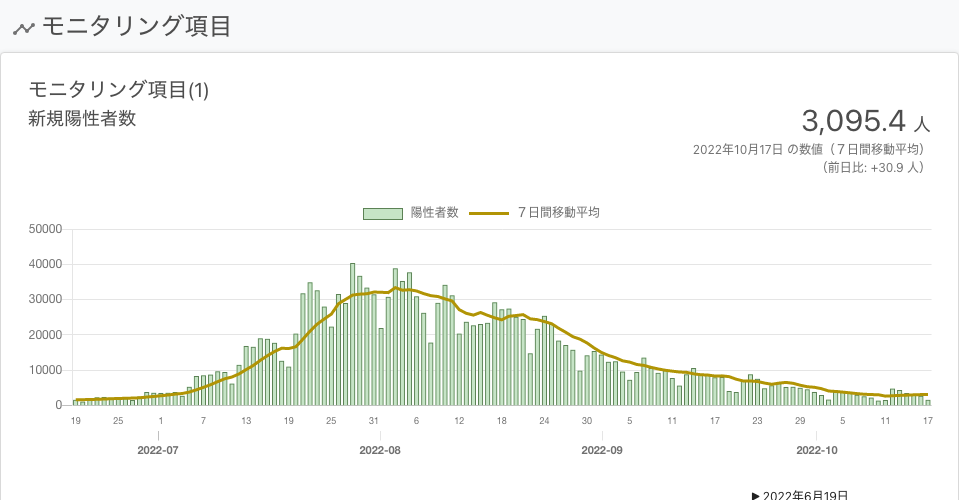 モニタリング項目
モニタリング項目(1)
新規陽性者数
3,095.4 人
2022年10月17日 の数値（７日間移動平均）
（前日比: +30.9 人）
陽性者数 ７日間移動平均
50000
40000
30000
20000
10000
0
19 25 1 7 13 19 25 31 6 12 18 24 30 5 11 17 23 29 5 11 17
2022-07 2022-08 2022-09 2022-10
▶ 2022年6月19日